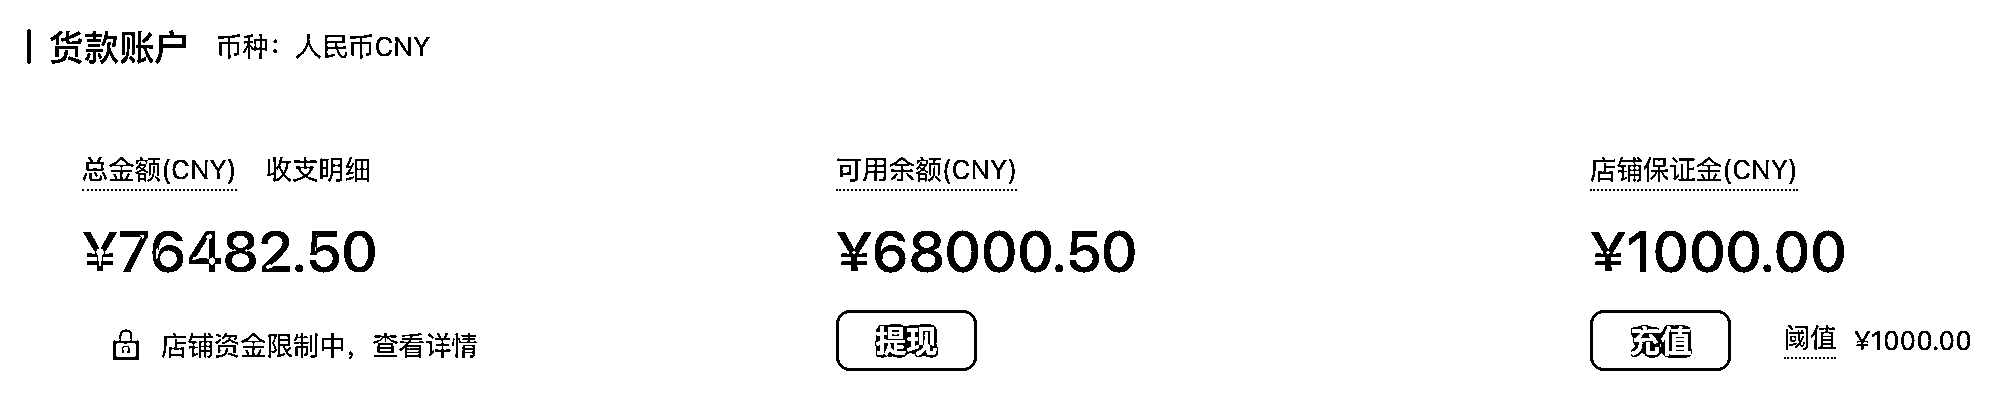 货款账户 币种：人民币CNY
总金额(CNY) 收支明细 可用余额(CNY) 店铺保证金(CNY)
¥76482.50 ¥68000.50 ¥1000.00
店铺资金限制中，查看详情 提现 充值 阈值 ¥1000.00